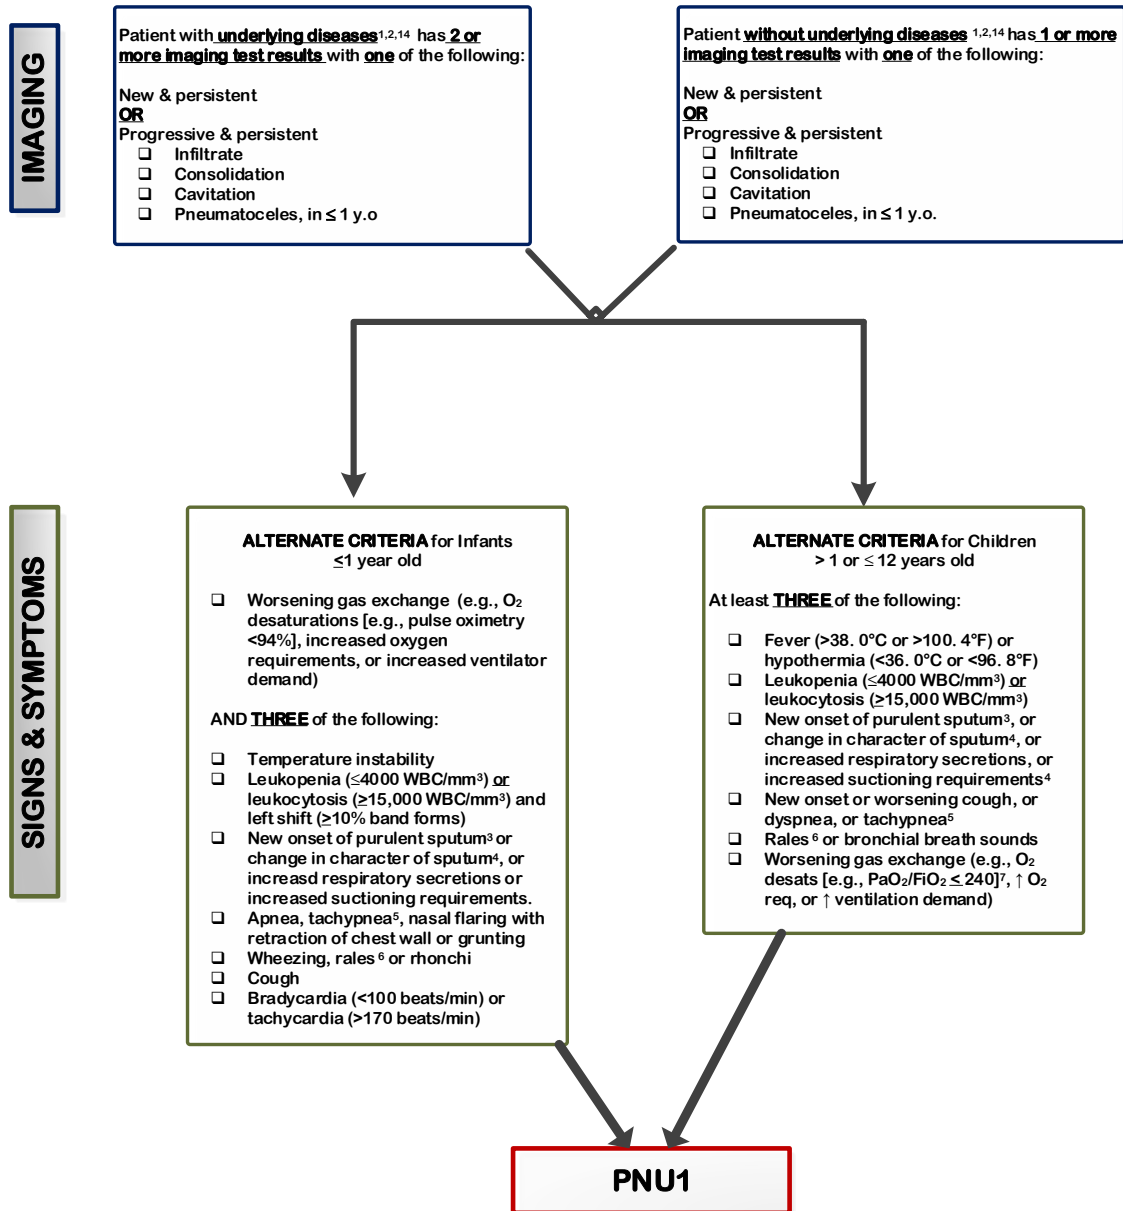 IMAGING
Patient with underlying diseases1,2,14 has 2 or
more imaging test results with one of the following:
New & persistent
OR
Progressive & persistent
❑ Infiltrate
❑ Consolidation
❑ Cavitation
❑ Pneumatoceles, in ≤ 1 y.o
Patient without underlying diseases 1,2,14 has 1 or more
imaging test results with one of the following:
New & persistent
OR
Progressive & persistent
❑ Infiltrate
❑ Consolidation
❑ Cavitation
❑ Pneumatoceles, in ≤ 1 y.o.
SIGNS & SYMPTOMS
ALTERNATE CRITERIA for Infants
≤1 year old
❑ Worsening gas exchange (e.g., O2
desaturations [e.g., pulse oximetry
<94%], increased oxygen
requirements, or increased ventilator
demand)
AND THREE of the following:
❑ Temperature instability
❑ Leukopenia (≤4000 WBC/mm3) or
leukocytosis (≥15,000 WBC/mm3) and
left shift (≥10% band forms)
❑ New onset of purulent sputum3 or
change in character of sputum4, or
increasd respiratory secretions or
increased suctioning requirements.
❑ Apnea, tachypnea5, nasal flaring with
retraction of chest wall or grunting
❑ Wheezing, rales 6 or rhonchi
❑ Cough
❑ Bradycardia (<100 beats/min) or
tachycardia (>170 beats/min)
ALTERNATE CRITERIA for Children
> 1 or ≤ 12 years old
At least THREE of the following:
❑ Fever (>38. 0°C or >100. 4°F) or
hypothermia (<36. 0°C or <96. 8°F)
❑ Leukopenia (≤4000 WBC/mm3) or
leukocytosis (≥15,000 WBC/mm3)
❑ New onset of purulent sputum3, or
change in character of sputum4, or
increased respiratory secretions, or
increased suctioning requirements4
❑ New onset or worsening cough, or
dyspnea, or tachypnea5
❑ Rales 6 or bronchial breath sounds
❑ Worsening gas exchange (e.g., O2
desats [e.g., PaO2/FiO2 ≤ 240]7, ↑ O2
req, or ↑ ventilation demand)
PNU1